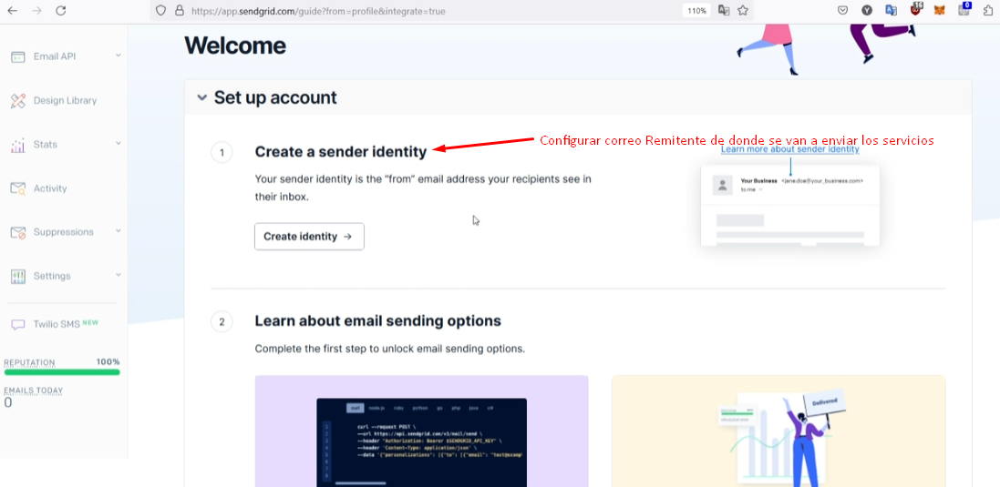 https://app.sendgrid.com/guide?from=profile&integrate=true
110%
16
0
Welcome
Email API
Design Library
Stats
Activity
Suppressions
Settings
Twilio SMS NEW
REPUTATION 100%
EMAILS TODAY
0
Set up account
1
Create a sender identity
Configurar correo Remitente de donde se van a enviar los servicios
Learn more about sender identity
Your sender identity is the “from” email address your recipients see in
their inbox.
Create identity →
Your Business <jane.doe@your_business.com>
to me
2
Learn about email sending options
Complete the first step to unlock email sending options.
curl node.js ruby python go php java c#
curl --request POST \
--url https://api.sendgrid.com/v3/mail/send \
--header "Authorization: Bearer $SENDGRID_API_KEY" \
--header 'Content-Type: application/json' \
--data '{"personalizations": [{"to": [{"email": "test@examp
Delivered